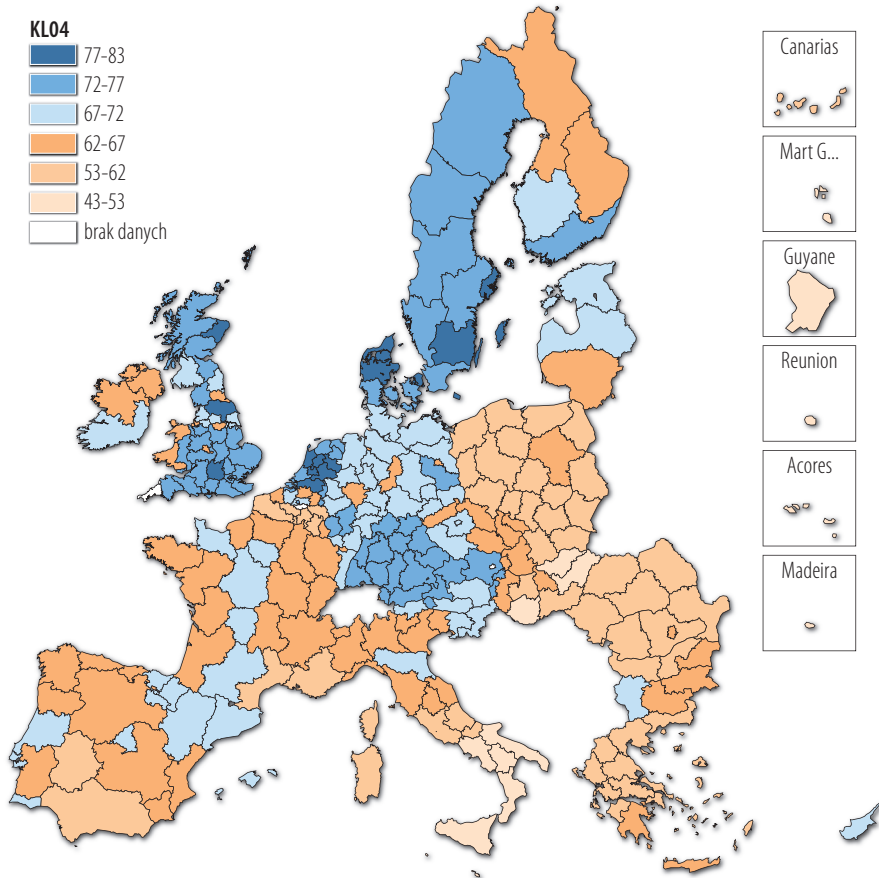 KL04
77-83
72-77
67-72
62-67
53-62
43-53
brak danych
Canarias
Mart G...
Guyane
Reunion
Acores
Madeira